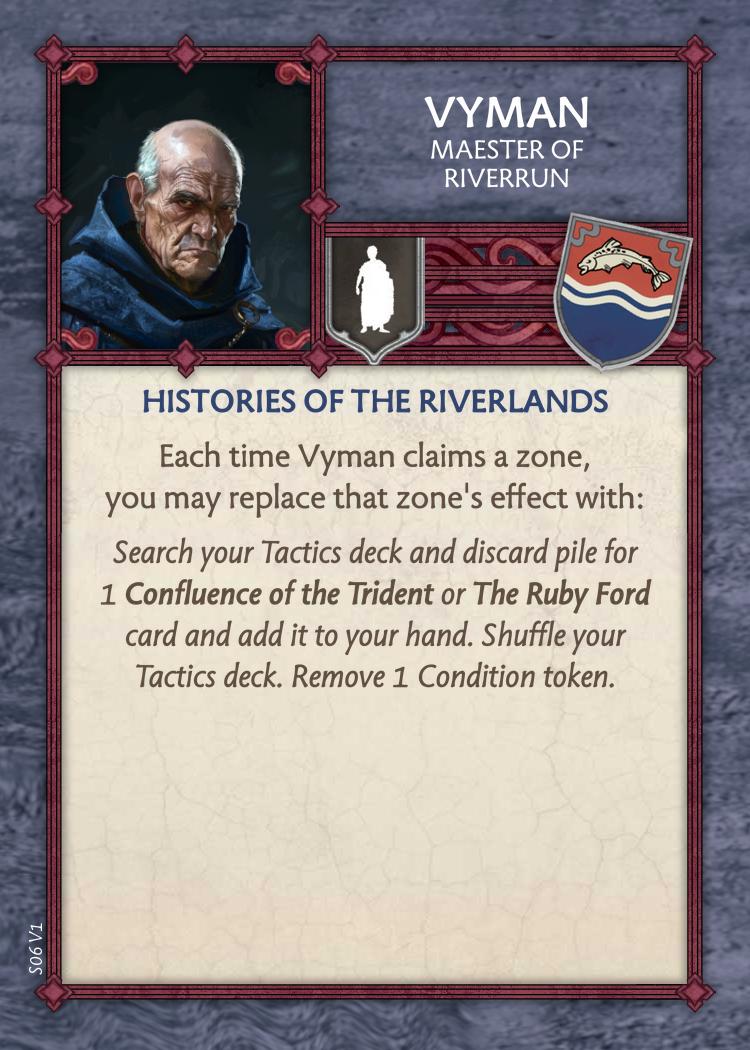 VYMAN
MAESTER OF
RIVERRUN
HISTORIES OF THE RIVERLANDS
Each time Vyman claims a zone,
you may replace that zone's effect with:
Search your Tactics deck and discard pile for
1 Confluence of the Trident or The Ruby Ford
card and add it to your hand. Shuffle your
Tactics deck. Remove 1 Condition token.
S06 V1